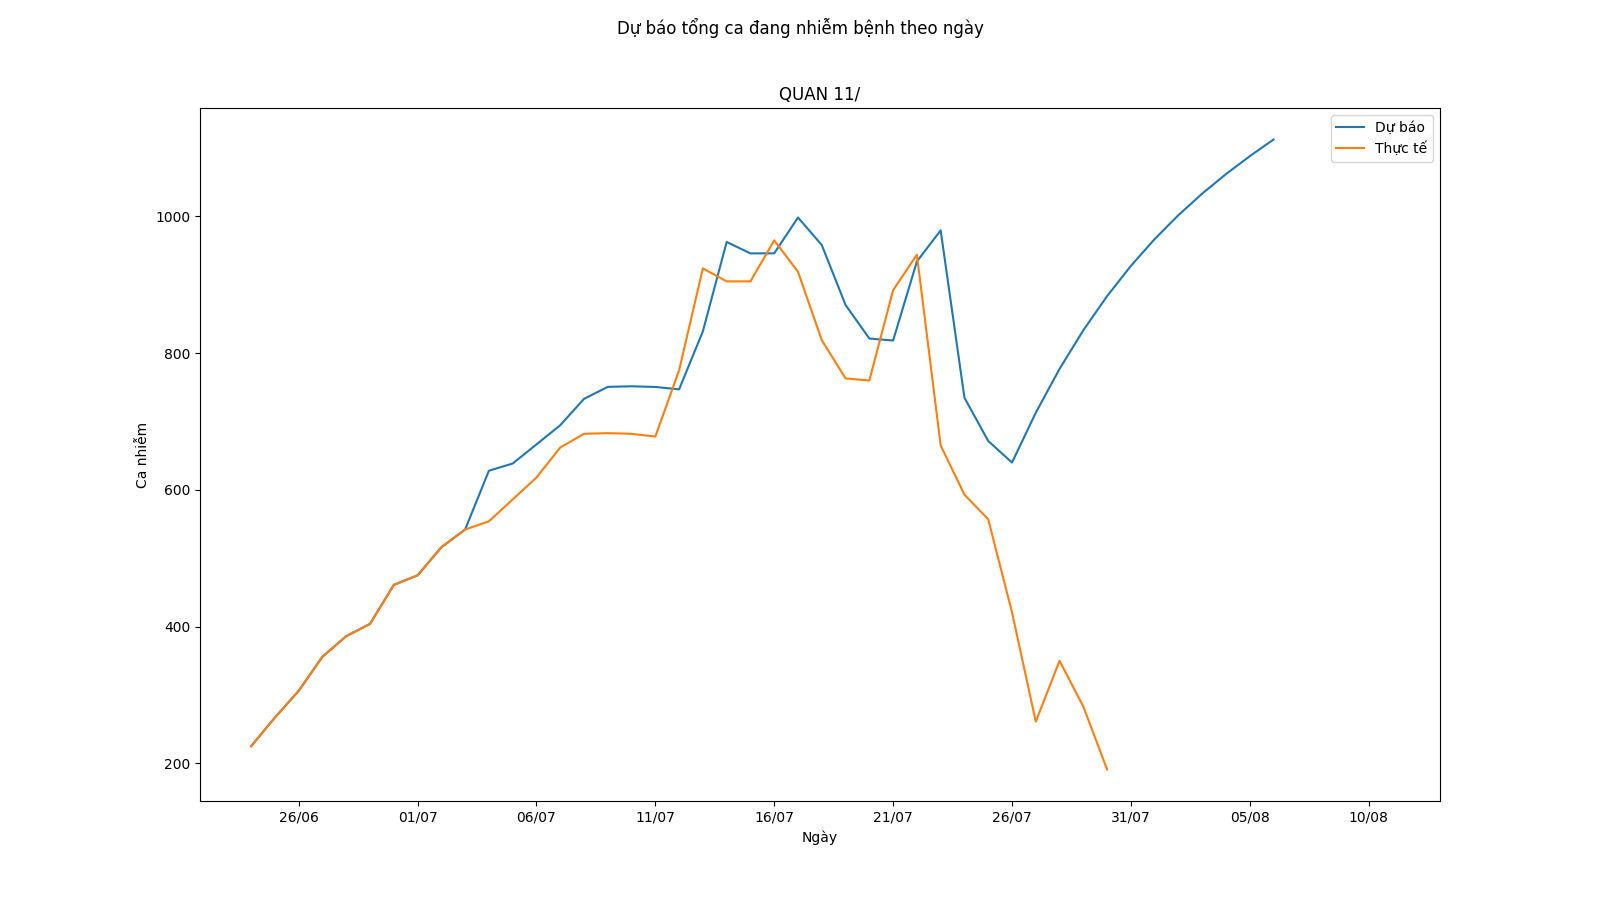 Dự báo tổng ca đang nhiễm bệnh theo ngày
QUAN 11/
Dự báo
Thực tế
1000
800
600
400
200
Ca nhiễm
26/06 01/07 06/07 11/07 16/07 21/07 26/07 31/07 05/08 10/08
Ngày